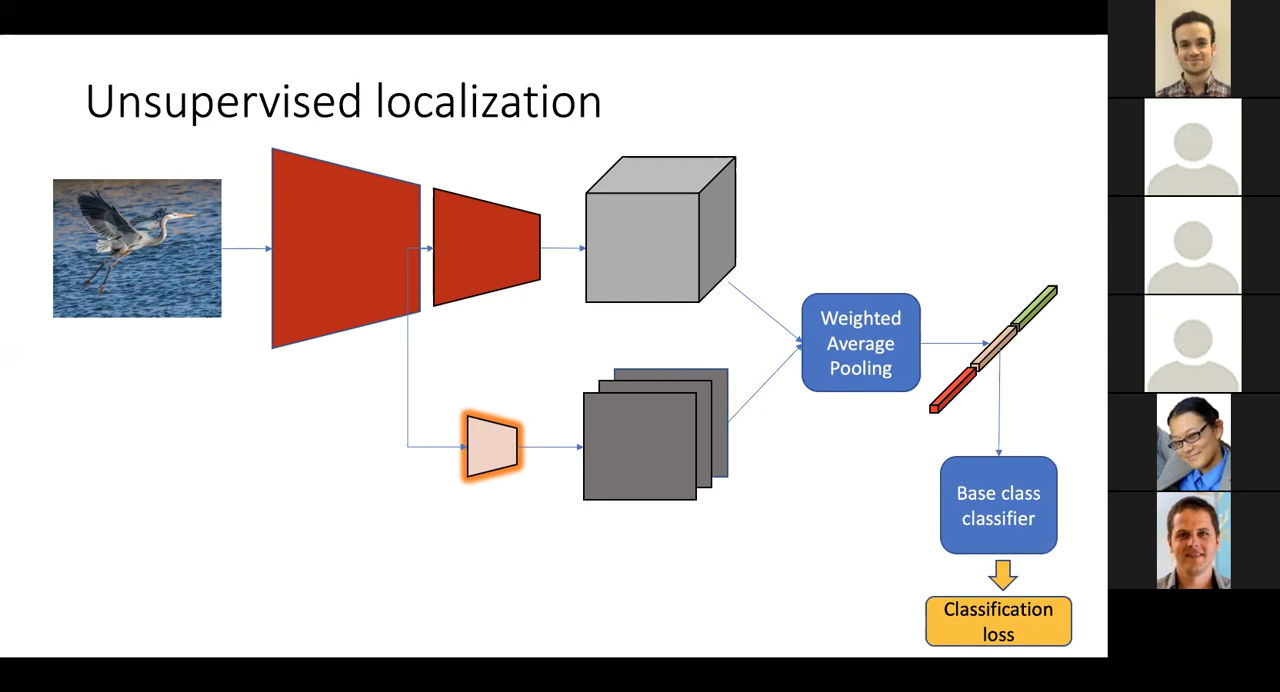 Unsupervised localization
Weighted
Average
Pooling
Base class
classifier
Classification
loss